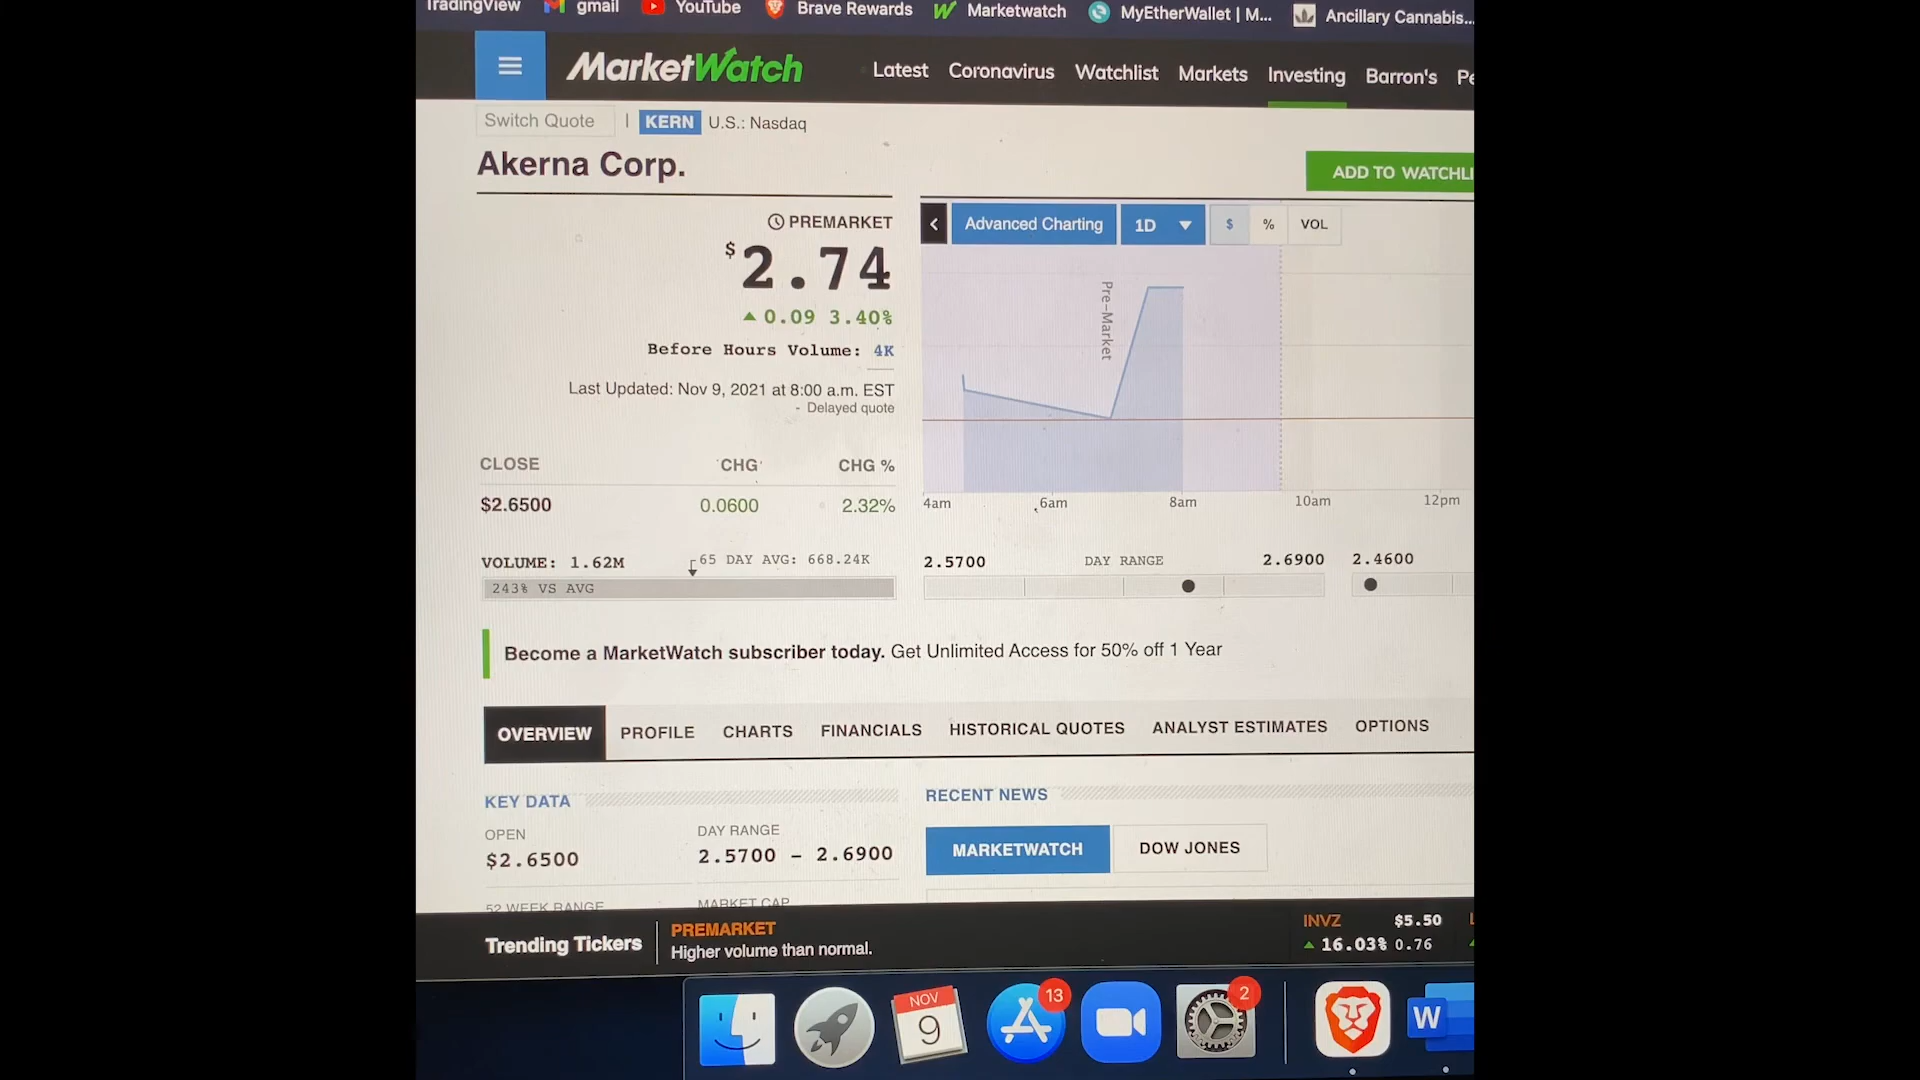 TradingView gmail YouTube Brave Rewards Marketwatch MyEtherWallet | M... Ancillary Cannabis...
MarketWatch Latest Coronavirus Watchlist Markets Investing Barron's
Switch Quote | KERN U.S.: Nasdaq
Akerna Corp.
ADD TO WATCHLI
PREMARKET
$2.74
0.09 3.40%
Before Hours Volume: 4K
Last Updated: Nov 9, 2021 at 8:00 a.m. EST
- Delayed quote
Advanced Charting 1D $ % VOL
Pre-Market
4am 6am 8am 10am 12pm
CLOSE CHG CHG %
$2.6500 0.0600 2.32%
VOLUME: 1.62M 65 DAY AVG: 668.24K
243% VS AVG
2.5700 DAY RANGE 2.6900 2.4600
Become a MarketWatch subscriber today. Get Unlimited Access for 50% off 1 Year
OVERVIEW PROFILE CHARTS FINANCIALS HISTORICAL QUOTES ANALYST ESTIMATES OPTIONS
KEY DATA
OPEN DAY RANGE
$2.6500 2.5700 - 2.6900
52 WEEK RANGE MARKET CAP
RECENT NEWS
MARKETWATCH DOW JONES
Trending Tickers
PREMARKET
Higher volume than normal.
INVZ $5.50
16.03% 0.76
NOV
9
13
2
W